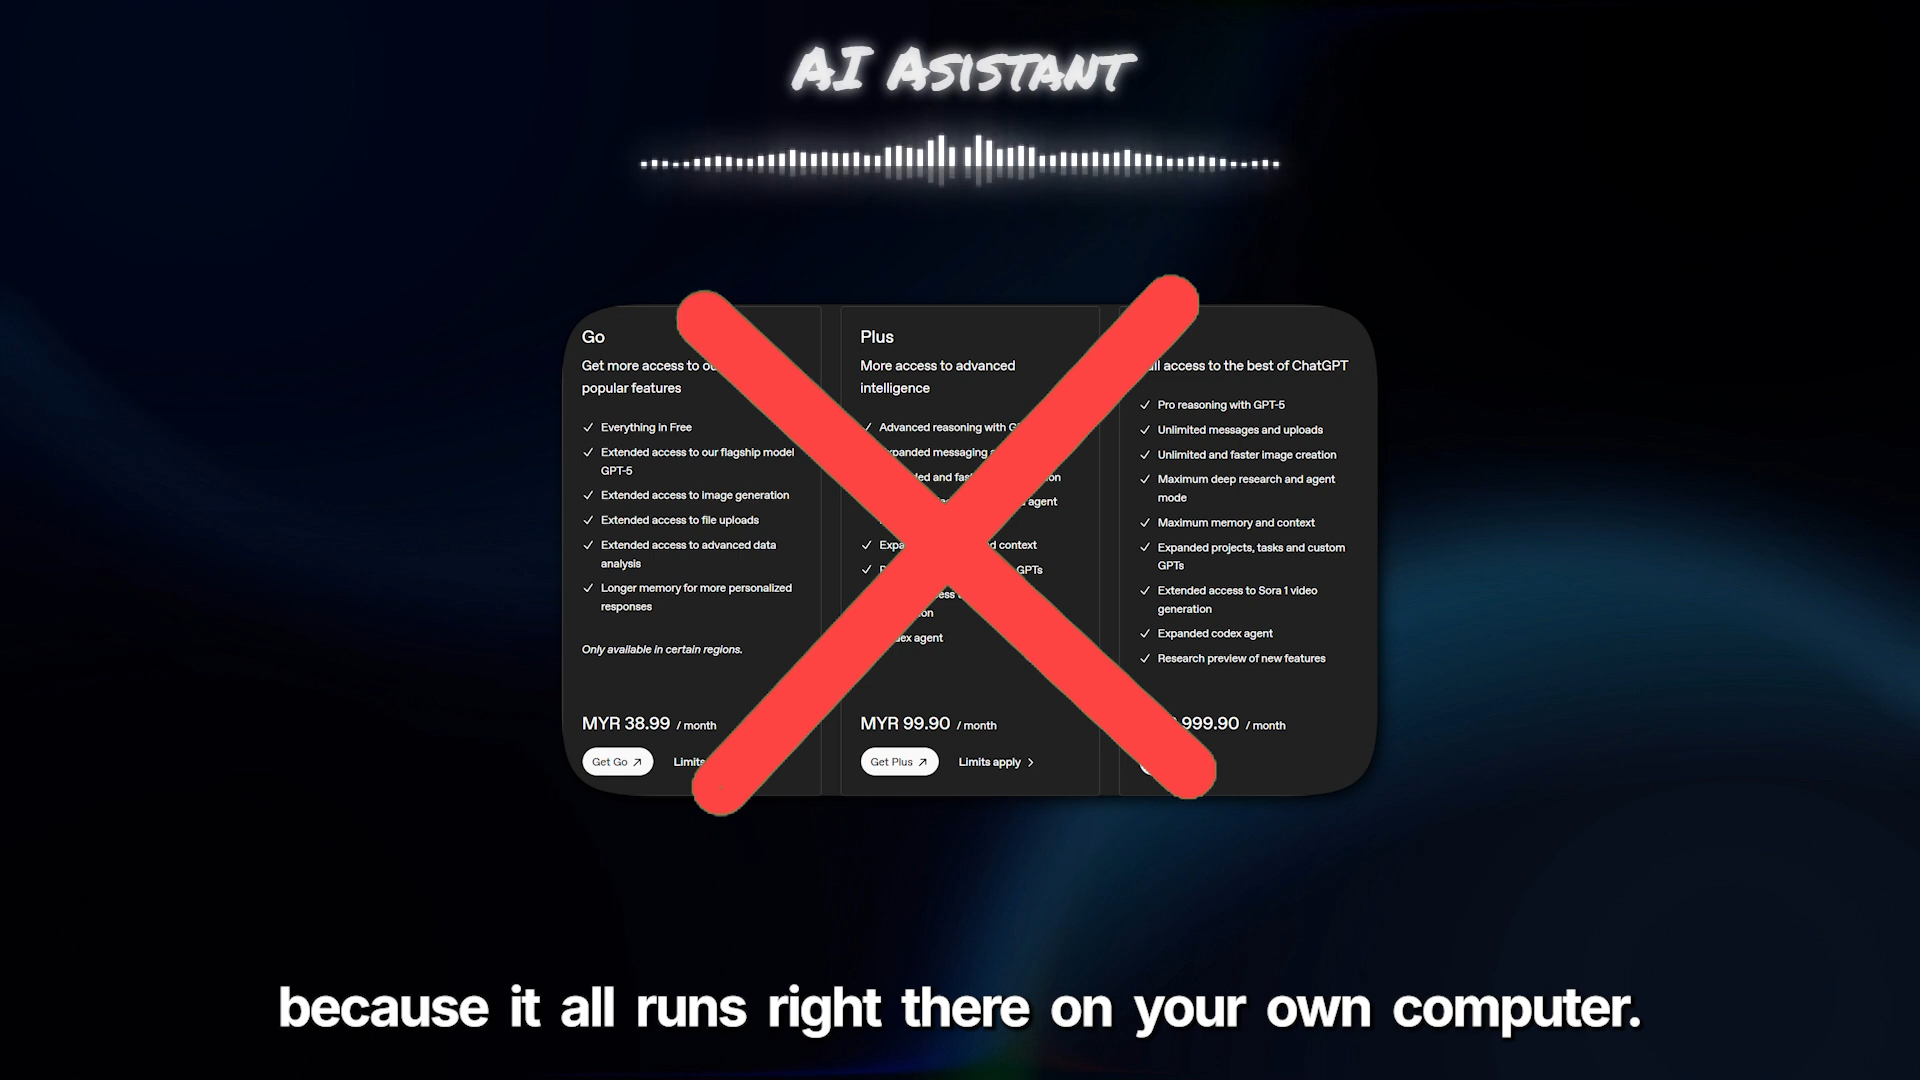 AI ASISTANT
Go
Get more access to
popular features
Everything in Free
Extended access to our flagship model
GPT-5
Extended access to image generation
Extended access to file uploads
Extended access to advanced data
analysis
Longer memory for more personalized
responses
Only available in certain regions.
MYR 38.99 / month
Get Go
Plus
More access to advanced
intelligence
Advanced reasoning with
messaging
and
agent
context
GPTs
agent
MYR 99.90 / month
Get Plus
Limits apply
access to the best of ChatGPT
Pro reasoning with GPT-5
Unlimited messages and uploads
Unlimited and faster image creation
Maximum deep research and agent
mode
Maximum memory and context
Expanded projects, tasks and custom
GPTs
Extended access to Sora 1 video
generation
Expanded codex agent
Research preview of new features
999.90 / month
because it all runs right there on your own computer.